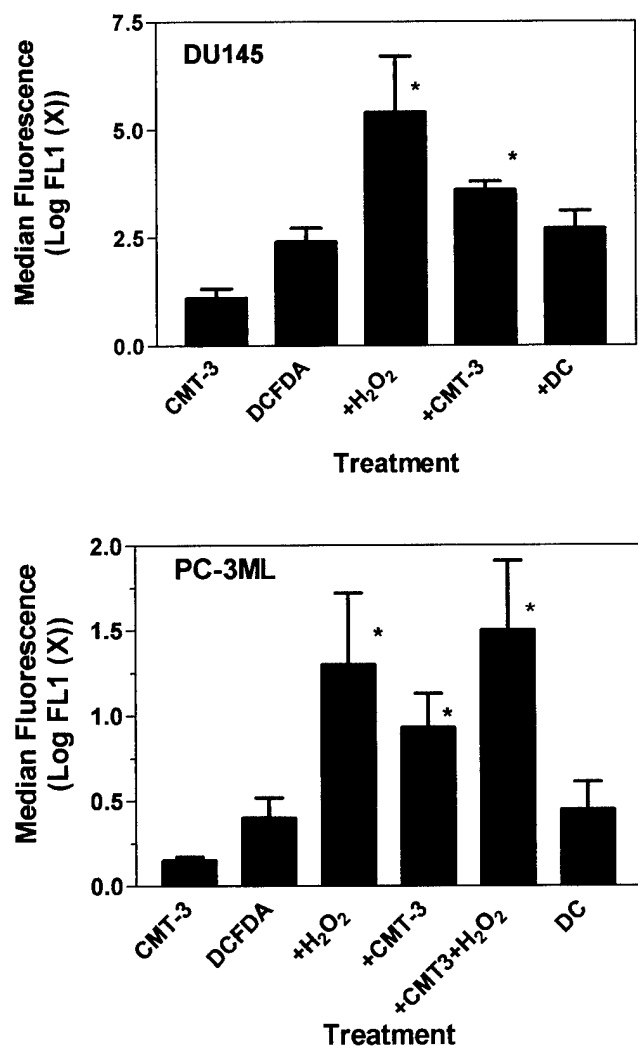 DU145
Median Fluorescence
(Log FL1 (X))
7.5
5.0
2.5
0.0
*
*
CMT-3
DCFDA
+H₂O₂
+CMT-3
+DC
Treatment
PC-3ML
Median Fluorescence
(Log FL1 (X))
2.0
1.5
1.0
0.5
0.0
*
*
*
CMT-3
DCFDA
+H₂O₂
+CMT-3
+CMT3+H₂O₂
DC
Treatment